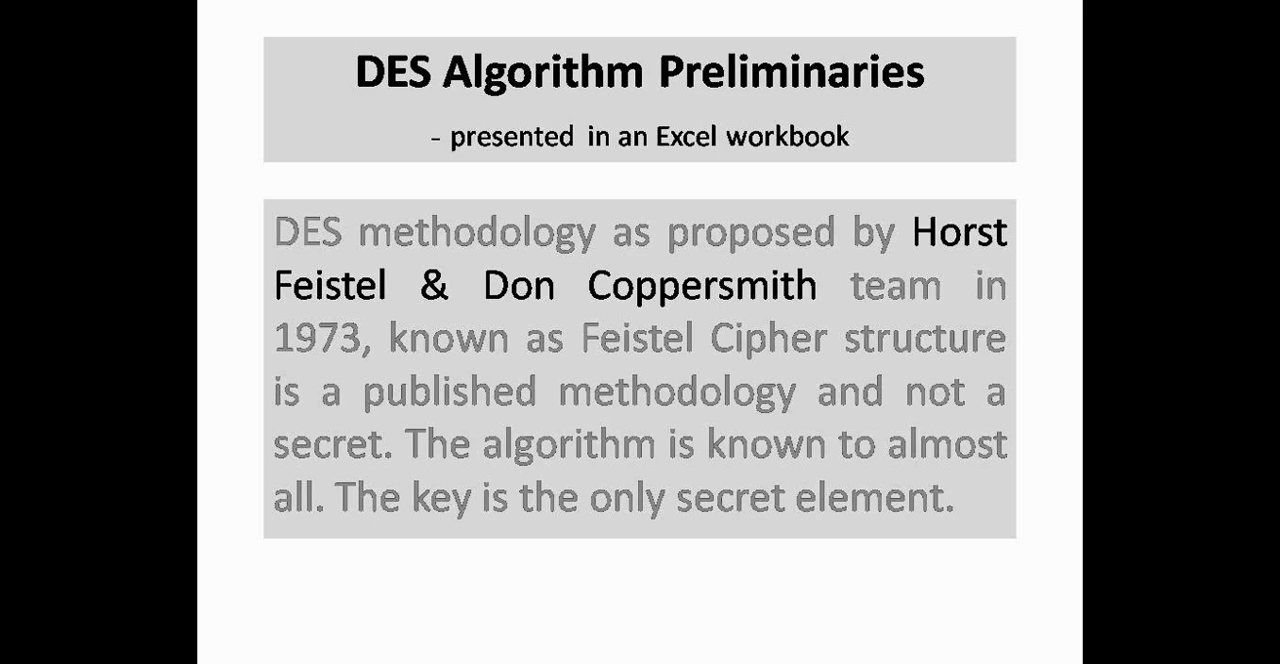 DES Algorithm Preliminaries
- presented in an Excel workbook
DES methodology as proposed by Horst
Feistel & Don Coppersmith team in
1973, known as Feistel Cipher structure
is a published methodology and not a
secret. The algorithm is known to almost
all. The key is the only secret element.